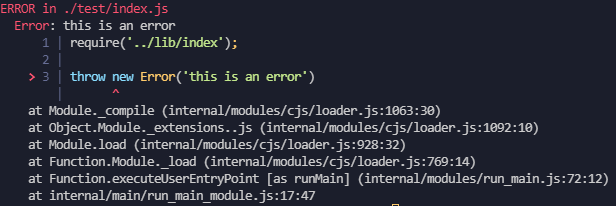 ERROR in ./test/index.js
Error: this is an error
1 | require('../lib/index');
2 |
> 3 | throw new Error('this is an error')
| ^
at Module._compile (internal/modules/cjs/loader.js:1063:30)
at Object.Module._extensions..js (internal/modules/cjs/loader.js:1092:10)
at Module.load (internal/modules/cjs/loader.js:928:32)
at Function.Module._load (internal/modules/cjs/loader.js:769:14)
at Function.executeUserEntryPoint [as runMain] (internal/modules/run_main.js:72:12)
at internal/main/run_main_module.js:17:47